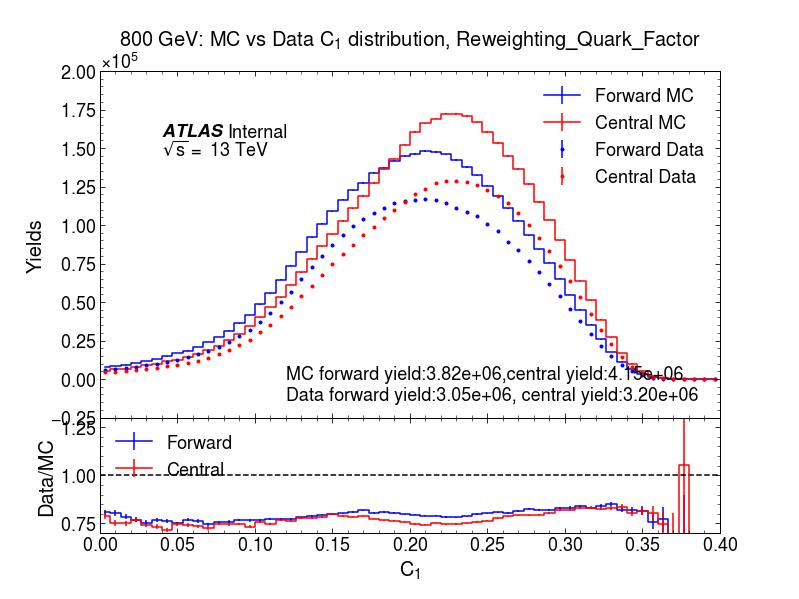 800 GeV: MC vs Data C₁ distribution, Reweighting_Quark_Factor
×10⁵
2.00
1.75
1.50
1.25
1.00
0.75
0.50
0.25
0.00
−0.25
Yields
ATLAS Internal
√s = 13 TeV
Forward MC
Central MC
Forward Data
Central Data
MC forward yield:3.82e+06,central yield:4.15e+06
Data forward yield:3.05e+06, central yield:3.20e+06
1.25
1.00
0.75
Data/MC
Forward
Central
0.00 0.05 0.10 0.15 0.20 0.25 0.30 0.35 0.40
C₁